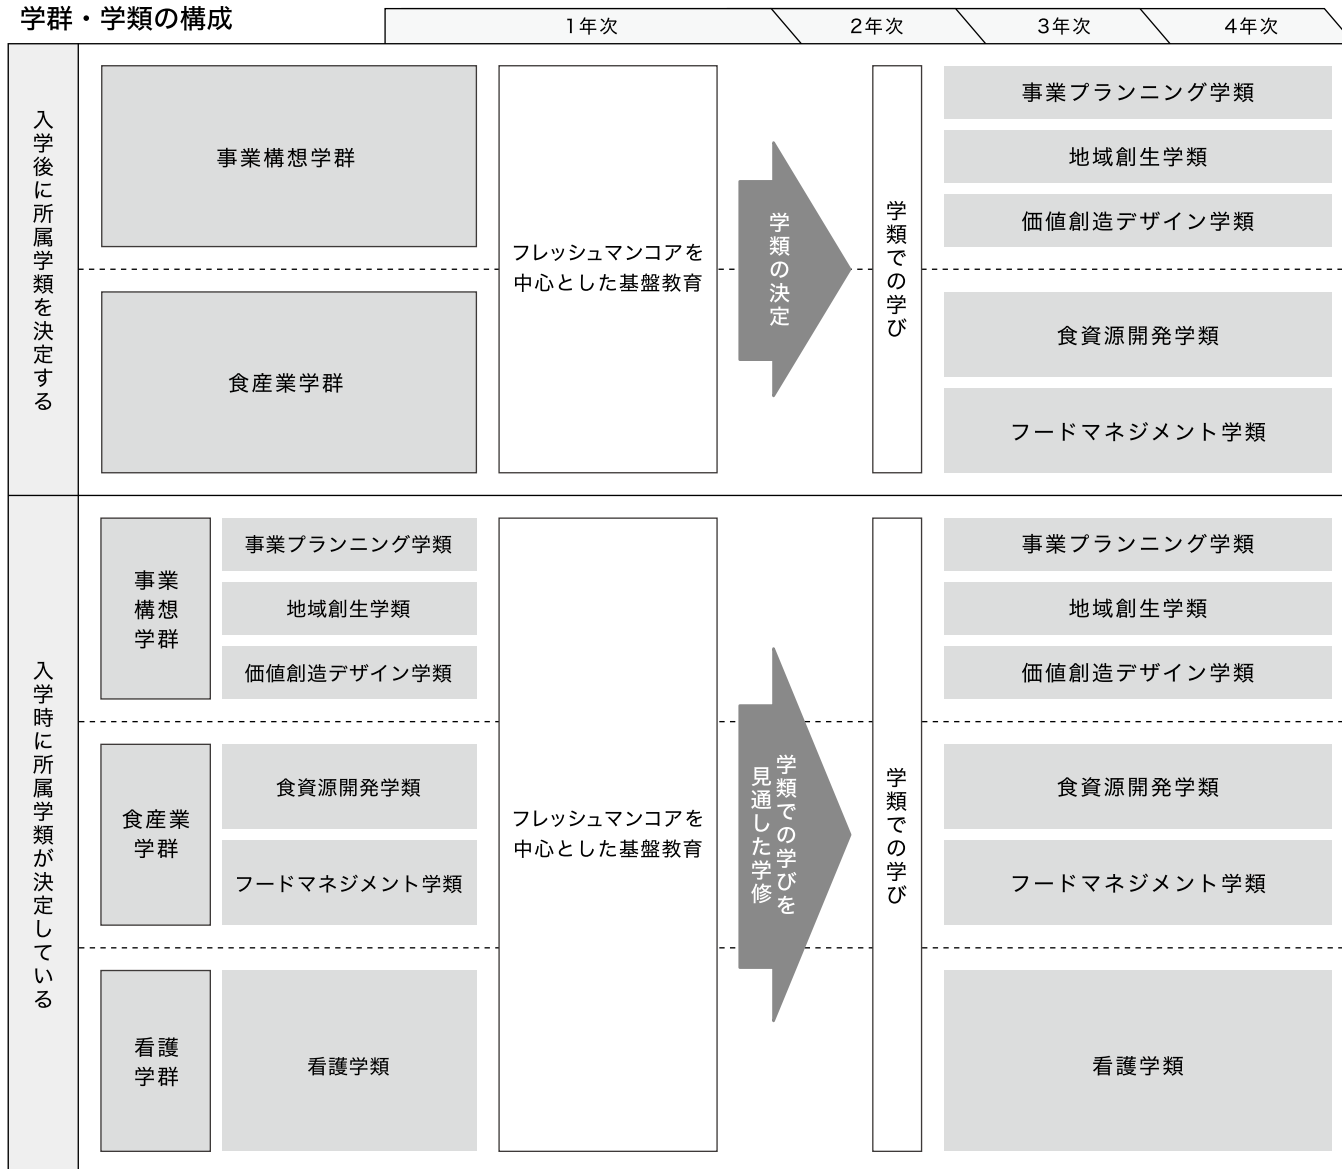 学群・学類の構成
1年次
2年次
3年次
4年次
入学後に所属学類を決定する
事業構想学群
食産業学群
フレッシュマンコアを
中心とした基盤教育
学類の決定
学類での学び
事業プランニング学類
地域創生学類
価値創造デザイン学類
食資源開発学類
フードマネジメント学類
入学時に所属学類が決定している
事業
構想
学群
事業プランニング学類
地域創生学類
価値創造デザイン学類
食産業
学群
食資源開発学類
フードマネジメント学類
看護
学群
看護学類
フレッシュマンコアを
中心とした基盤教育
学類での学びを
見通した学修
学類での学び
事業プランニング学類
地域創生学類
価値創造デザイン学類
食資源開発学類
フードマネジメント学類
看護学類